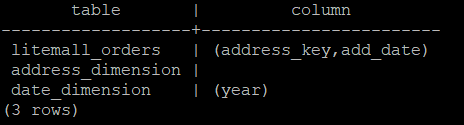 table | column
-------------------+------------------------
litemall_orders | (address_key,add_date)
address_dimension |
date_dimension | (year)
(3 rows)